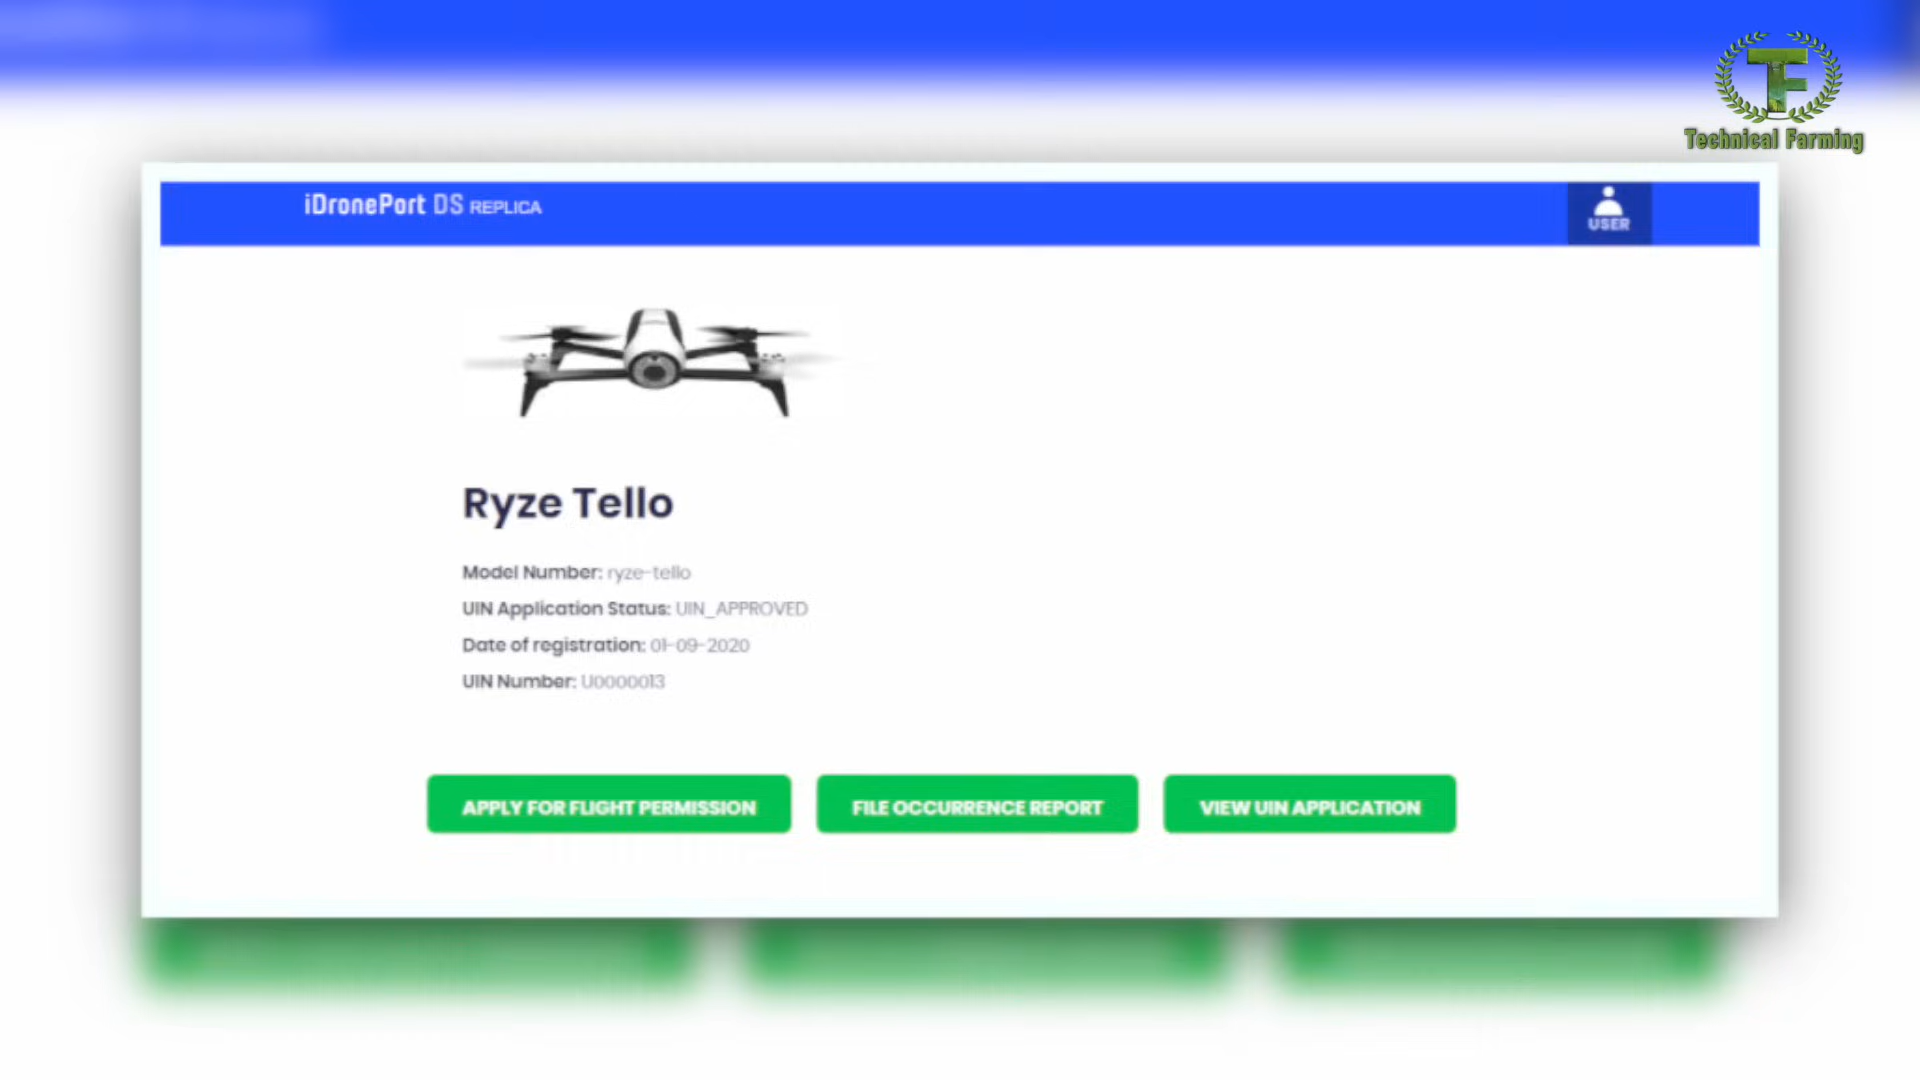 TF
Technical Farming
iDronePort DS REPLICA
USER
Ryze Tello
Model Number: ryze-tello
UIN Application Status: UIN_APPROVED
Date of registration: 01-09-2020
UIN Number: U0000013
APPLY FOR FLIGHT PERMISSION
FILE OCCURRENCE REPORT
VIEW UIN APPLICATION